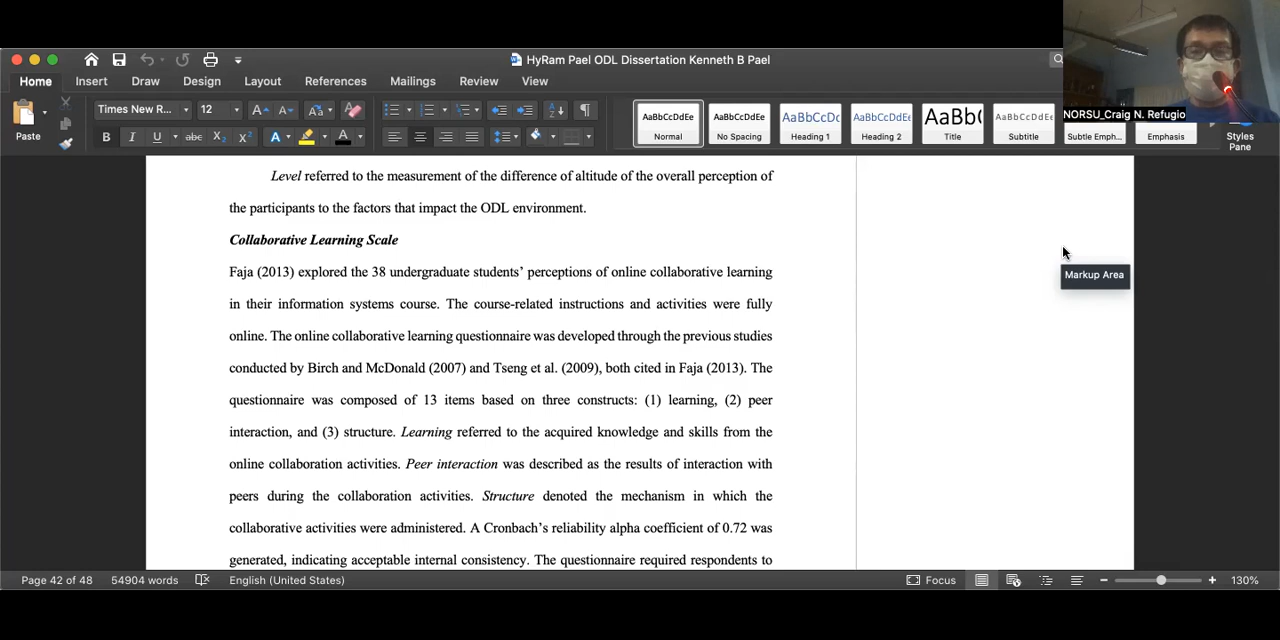 HyRam Pael ODL Dissertation Kenneth B Pael
Home Insert Draw Design Layout References Mailings Review View
Times New R... 12
Paste
AaBbCcDdEe AaBbCcDdEe AaBbCcDc AaBbCcDdEe AaBb( AaBbCcDdEe
Normal No Spacing Heading 1 Heading 2 Title Subtitle Subtle Emph... Emphasis
Styles
Pane
NORSU_Craig N. Refugio
Level referred to the measurement of the difference of altitude of the overall perception of
the participants to the factors that impact the ODL environment.
Collaborative Learning Scale
Faja (2013) explored the 38 undergraduate students’ perceptions of online collaborative learning
in their information systems course. The course-related instructions and activities were fully
online. The online collaborative learning questionnaire was developed through the previous studies
conducted by Birch and McDonald (2007) and Tseng et al. (2009), both cited in Faja (2013). The
questionnaire was composed of 13 items based on three constructs: (1) learning, (2) peer
interaction, and (3) structure. Learning referred to the acquired knowledge and skills from the
online collaboration activities. Peer interaction was described as the results of interaction with
peers during the collaboration activities. Structure denoted the mechanism in which the
collaborative activities were administered. A Cronbach’s reliability alpha coefficient of 0.72 was
generated, indicating acceptable internal consistency. The questionnaire required respondents to
Markup Area
Page 42 of 48 54904 words English (United States) Focus 130%